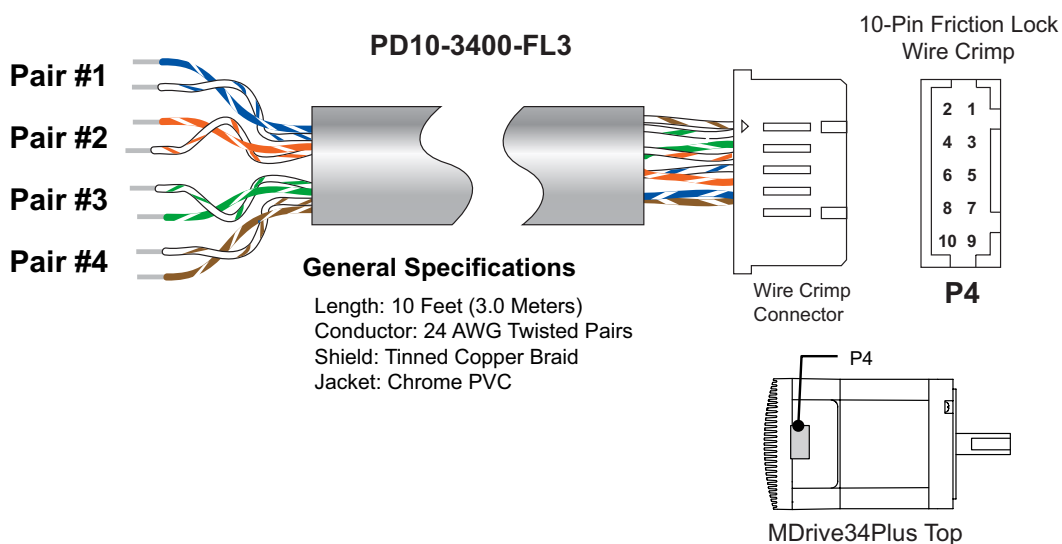 PD10-3400-FL3
Pair #1
Pair #2
Pair #3
Pair #4
General Specifications
Length: 10 Feet (3.0 Meters)
Conductor: 24 AWG Twisted Pairs
Shield: Tinned Copper Braid
Jacket: Chrome PVC
Wire Crimp
Connector
10-Pin Friction Lock
Wire Crimp
2 1
4 3
6 5
8 7
10 9
P4
P4
MDrive34Plus Top